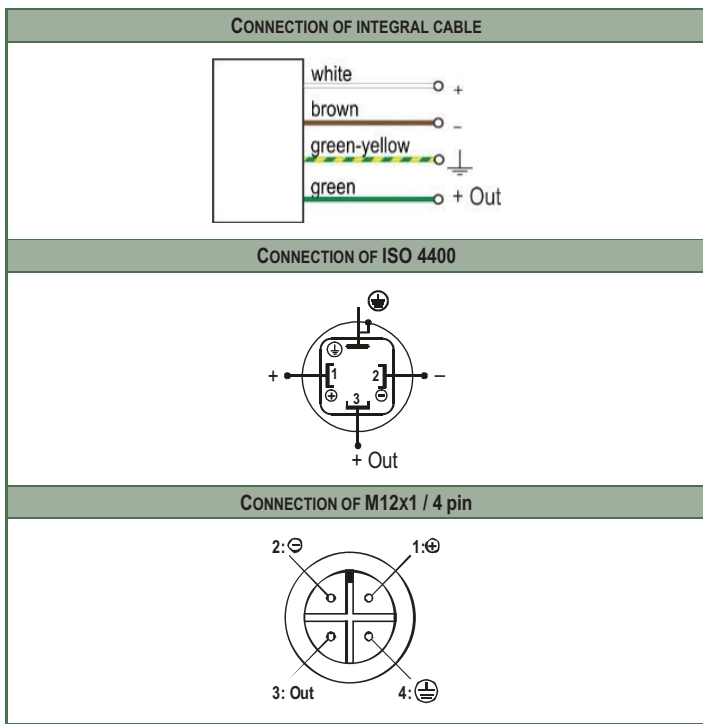 CONNECTION OF INTEGRAL CABLE
white
+
brown
–
green-yellow
green
+ Out
CONNECTION OF ISO 4400
+ 1 2 –
3
+ Out
CONNECTION OF M12X1 / 4 pin
2:⊖ 1:⊕
3: Out 4: